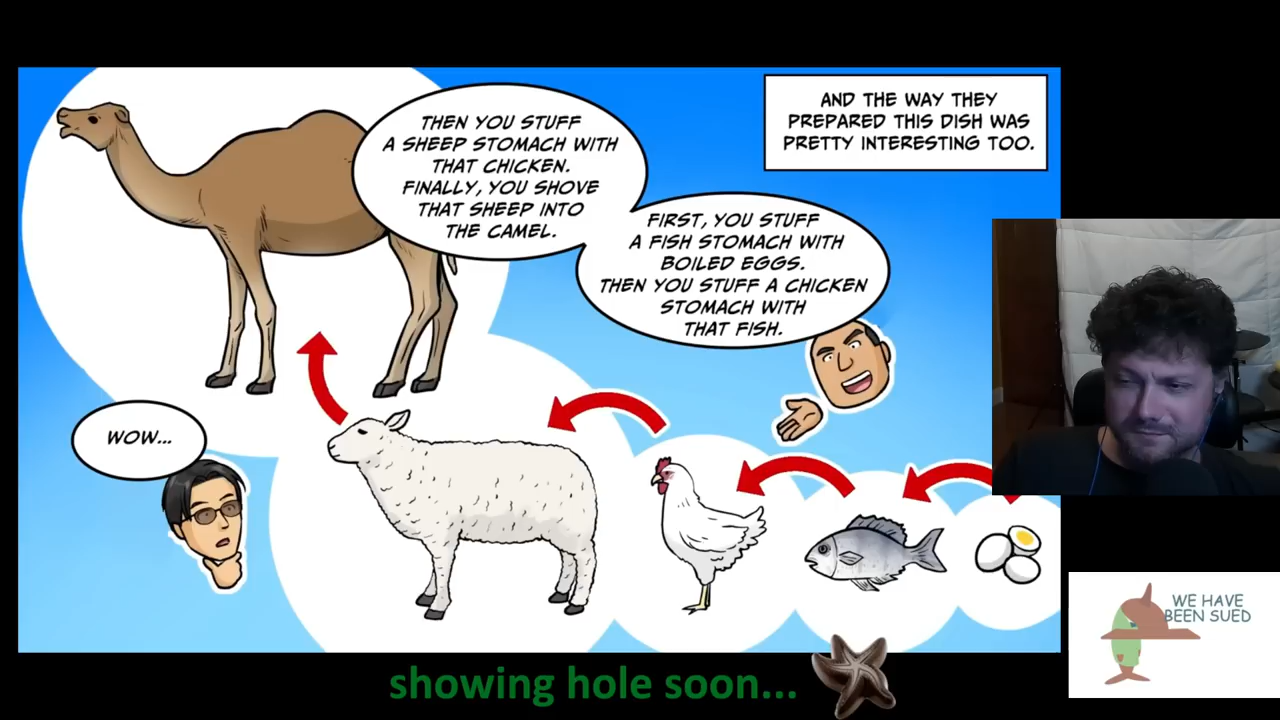 AND THE WAY THEY
PREPARED THIS DISH WAS
PRETTY INTERESTING TOO.
FIRST, YOU STUFF
A FISH STOMACH WITH
BOILED EGGS.
THEN YOU STUFF A CHICKEN
STOMACH WITH
THAT FISH.
THEN YOU STUFF
A SHEEP STOMACH WITH
THAT CHICKEN.
FINALLY, YOU SHOVE
THAT SHEEP INTO
THE CAMEL.
WOW...
WE HAVE
BEEN SUED
showing hole soon...